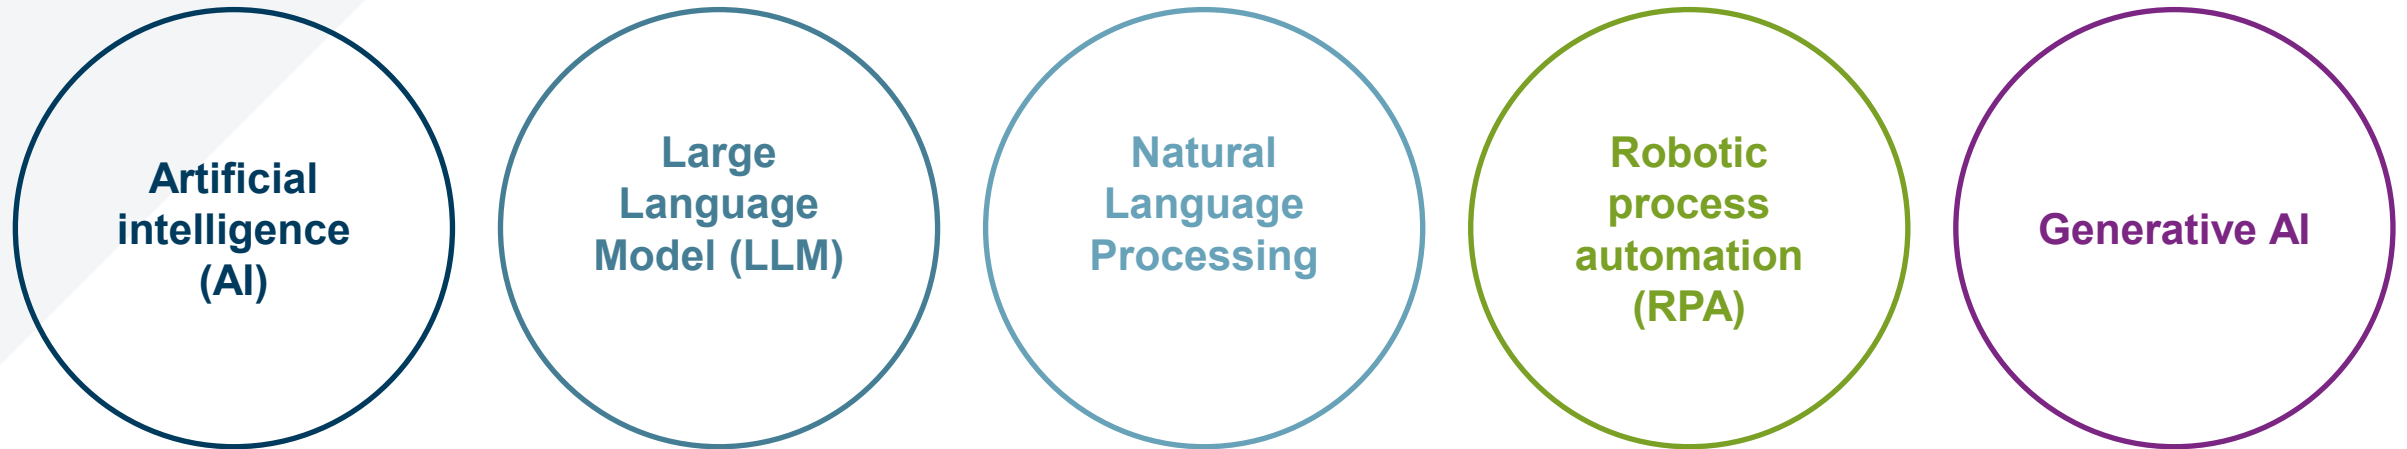 Artificial
intelligence
(AI)
Large
Language
Model (LLM)
Natural
Language
Processing
Robotic
process
automation
(RPA)
Generative AI